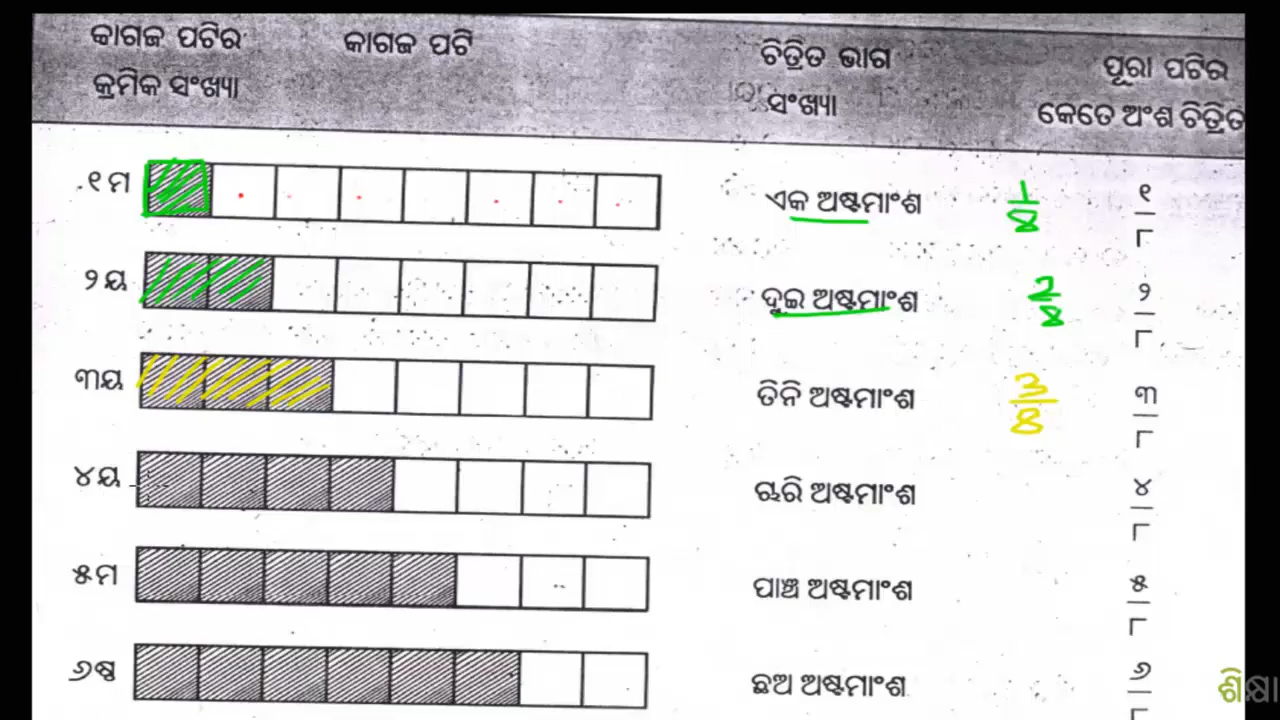 କାଗଜ ପଟିର କାଗଜ ପଟି ଚିତ୍ରିତ ଭାଗ ପୂରା ପଟିର
କ୍ରମିକ ସଂଖ୍ୟା ସଂଖ୍ୟା କେତେ ଅଂଶ ଚିତ୍ରିତ
୧ମ ଏକ ଅଷ୍ଟମାଂଶ 1/8 ୧/୮
୨ୟ ଦୁଇ ଅଷ୍ଟମାଂଶ 2/8 ୨/୮
୩ୟ ତିନି ଅଷ୍ଟମାଂଶ 3/8 ୩/୮
୪ୟ ଚାରି ଅଷ୍ଟମାଂଶ ୪/୮
୫ମ ପାଞ୍ଚ ଅଷ୍ଟମାଂଶ ୫/୮
୬ଷ୍ଠ ଛଅ ଅଷ୍ଟମାଂଶ ୬/୮
ଶିକ୍ଷା